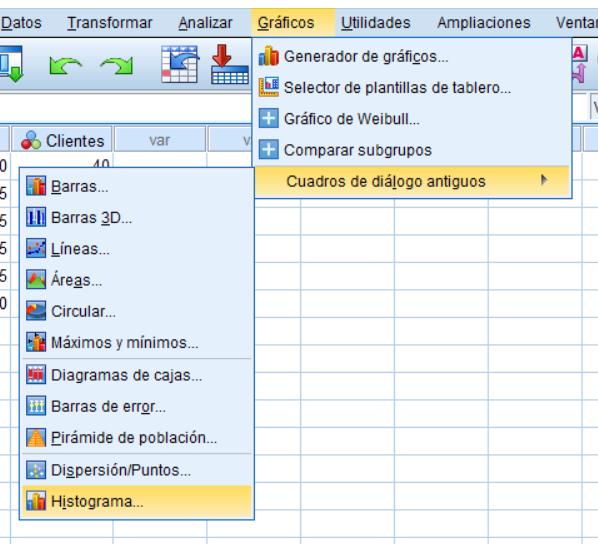 Datos Transformar Analizar Gráficos Utilidades Ampliaciones
Generador de gráficos...
Selector de plantillas de tablero...
Gráfico de Weibull...
Comparar subgrupos
Cuadros de diálogo antiguos
Clientes var
0 40
5
5
5
5
0
Barras...
Barras 3D...
Líneas...
Áreas...
Circular...
Máximos y mínimos...
Diagramas de cajas...
Barras de error...
Pirámide de población...
Dispersión/Puntos...
Histograma...